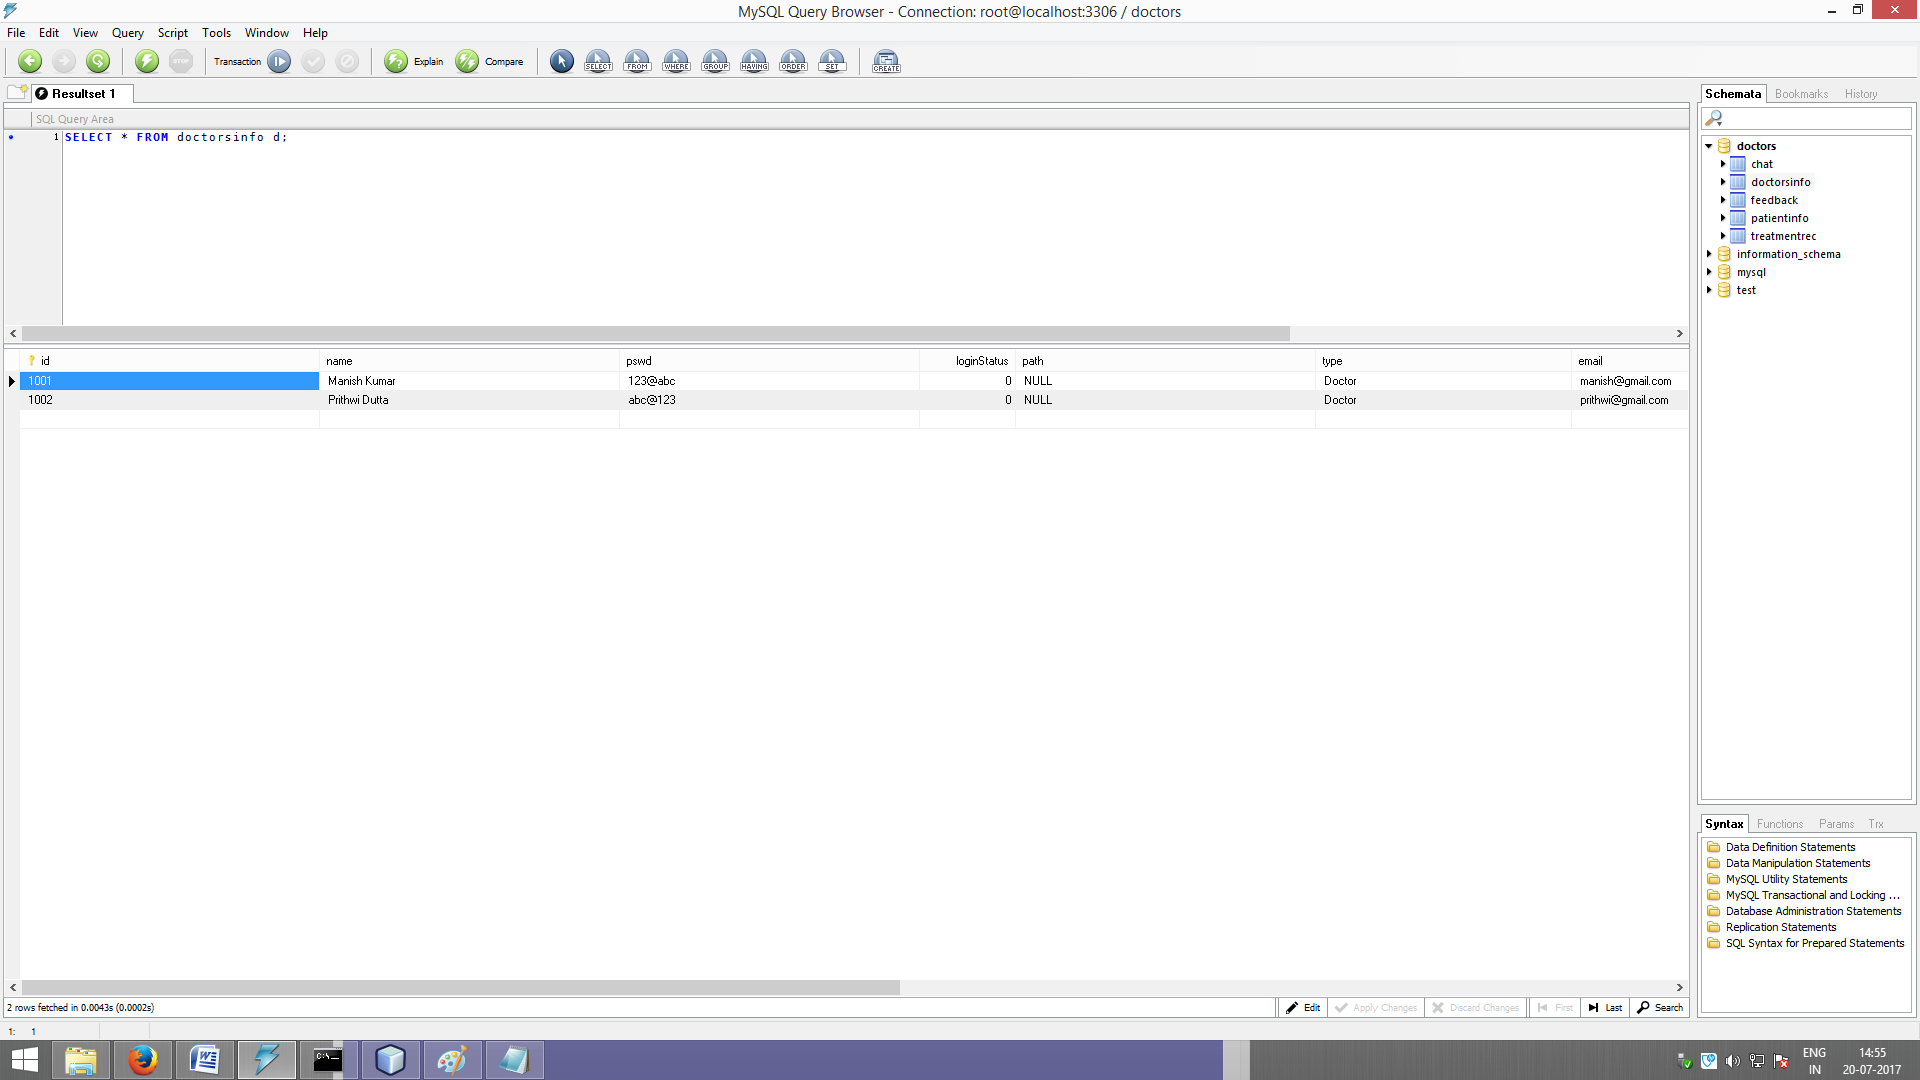 MySQL Query Browser - Connection: root@localhost:3306 / doctors
File Edit View Query Script Tools Window Help
STOP Transaction Explain Compare SELECT FROM WHERE GROUP HAVING ORDER SET CREATE
Resultset 1
SQL Query Area
1 SELECT * FROM doctorsinfo d;
id name pswd loginStatus path type email
1001 Manish Kumar 123@abc 0 NULL Doctor manish@gmail.com
1002 Prithwi Dutta abc@123 0 NULL Doctor prithwi@gmail.com
2 rows fetched in 0.0043s (0.0002s)
Edit Apply Changes Discard Changes First Last Search
1: 1
Schemata Bookmarks History
doctors
chat
doctorsinfo
feedback
patientinfo
treatmentrec
information_schema
mysql
test
Syntax Functions Params Trx
Data Definition Statements
Data Manipulation Statements
MySQL Utility Statements
MySQL Transactional and Locking ...
Database Administration Statements
Replication Statements
SQL Syntax for Prepared Statements
C:\.
ENG 14:55
IN 20-07-2017